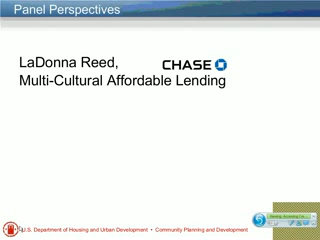 Panel Perspectives
LaDonna Reed, CHASE
Multi-Cultural Affordable Lending
U.S. Department of Housing and Urban Development • Community Planning and Development